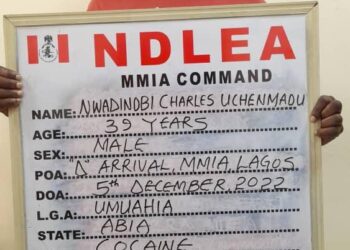 NDLEA
MMIA COMMAND
NAME: NWADINOBI CHARLES UCHENMADU
AGE: 39 YEARS
SEX: MALE
POA: "D" ARRIVAL, MMIA, LAGOS
DOA: 5th DECEMBER, 2022
L.G.A: UMUAHIA
STATE: ABIA
COCAINE